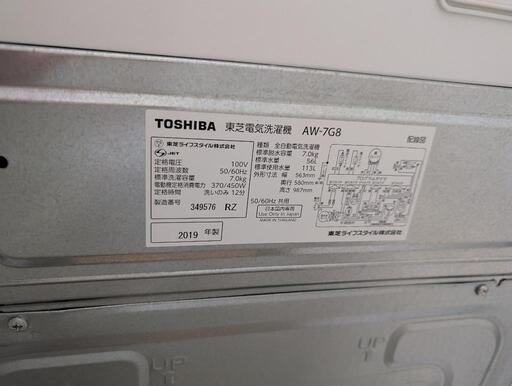 TOSHIBA 東芝電気洗濯機 AW-7G8
配線図
東芝ライフスタイル株式会社
JET
定格電圧 100V
定格周波数 50/60Hz
標準洗濯容量 7.0kg
電動機定格消費電力 370/450W
定格時間 洗いのみ 12分
製造番号 349576 RZ
2019 年製
種類 全自動電気洗濯機
標準脱水容量 7.0kg
標準水量 56L
標準使用水量 113L
外形寸法 幅 563mm
奥行 580mm
高さ 987mm
50/60Hz 共用
日本国内専用
Use Only in Japan
MADE IN THAILAND
東芝ライフスタイル株式会社
UP
UP